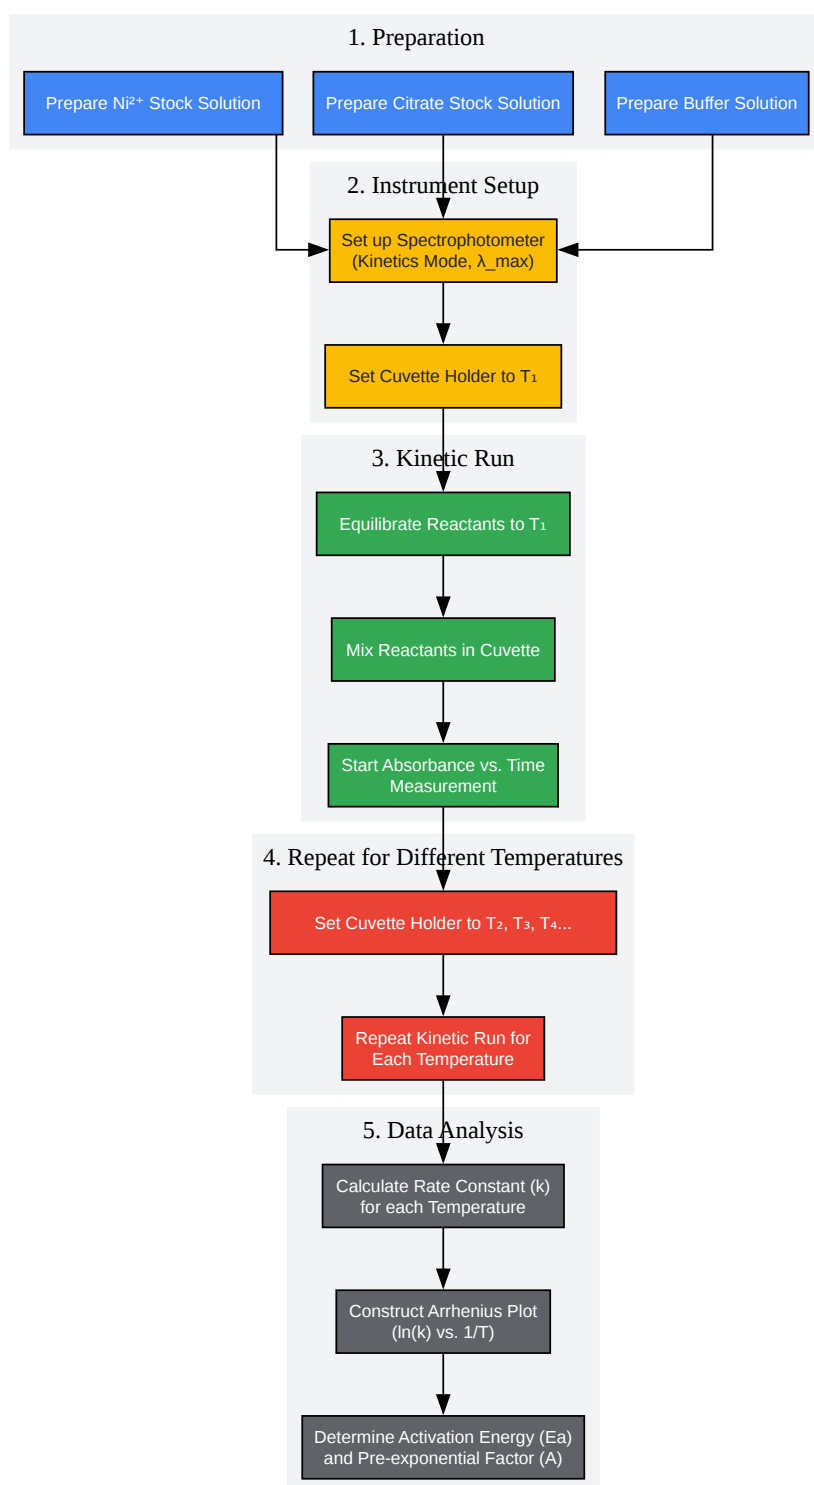 1. Preparation
Prepare Ni²⁺ Stock Solution
Prepare Citrate Stock Solution
Prepare Buffer Solution
2. Instrument Setup
Set up Spectrophotometer
(Kinetics Mode, λ_max)
Set Cuvette Holder to T₁
3. Kinetic Run
Equilibrate Reactants to T₁
Mix Reactants in Cuvette
Start Absorbance vs. Time
Measurement
4. Repeat for Different Temperatures
Set Cuvette Holder to T₂, T₃, T₄...
Repeat Kinetic Run for
Each Temperature
5. Data Analysis
Calculate Rate Constant (k)
for each Temperature
Construct Arrhenius Plot
(ln(k) vs. 1/T)
Determine Activation Energy (Ea)
and Pre-exponential Factor (A)